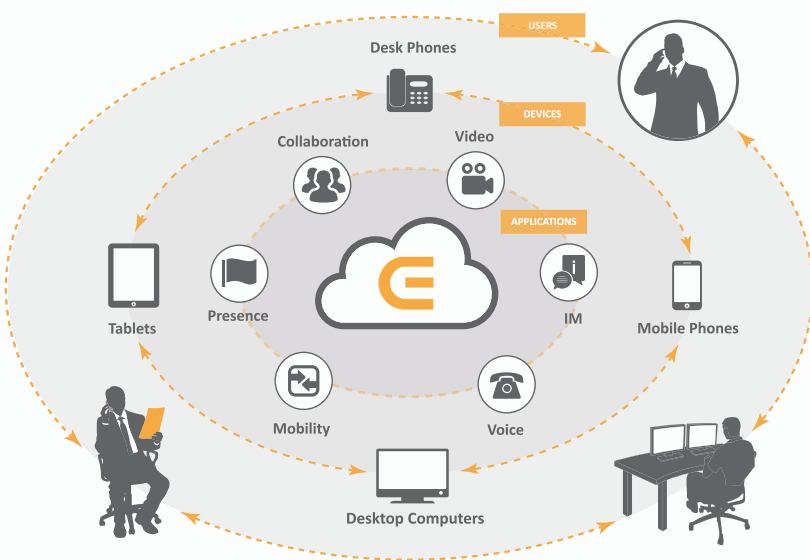 USERS
Desk Phones
DEVICES
Collaboration
Video
APPLICATIONS
Presence
IM
Tablets
Mobile Phones
Mobility
Voice
Desktop Computers